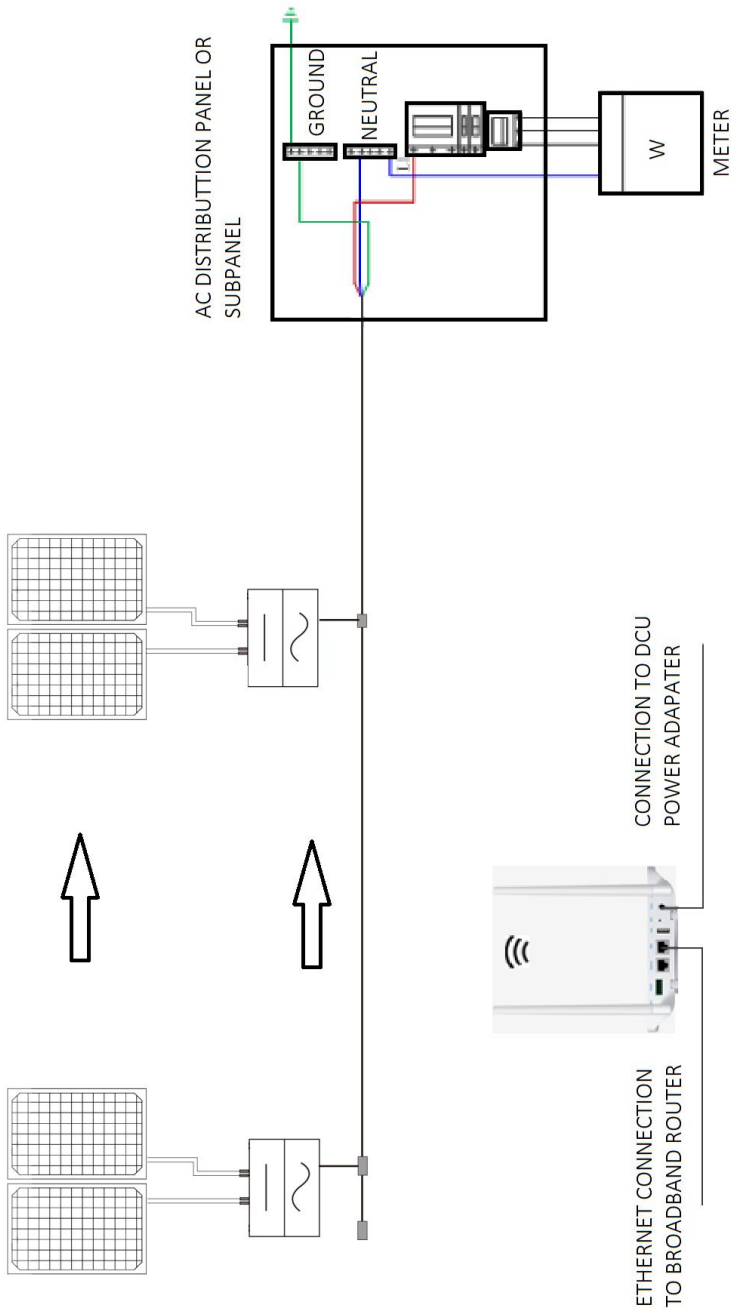 AC DISTRIBUTTION PANEL OR
SUBPANEL
GROUND
NEUTRAL
L
W
METER
CONNECTION TO DCU
POWER ADAPATER
ETHERNET CONNECTION
TO BROADBAND ROUTER